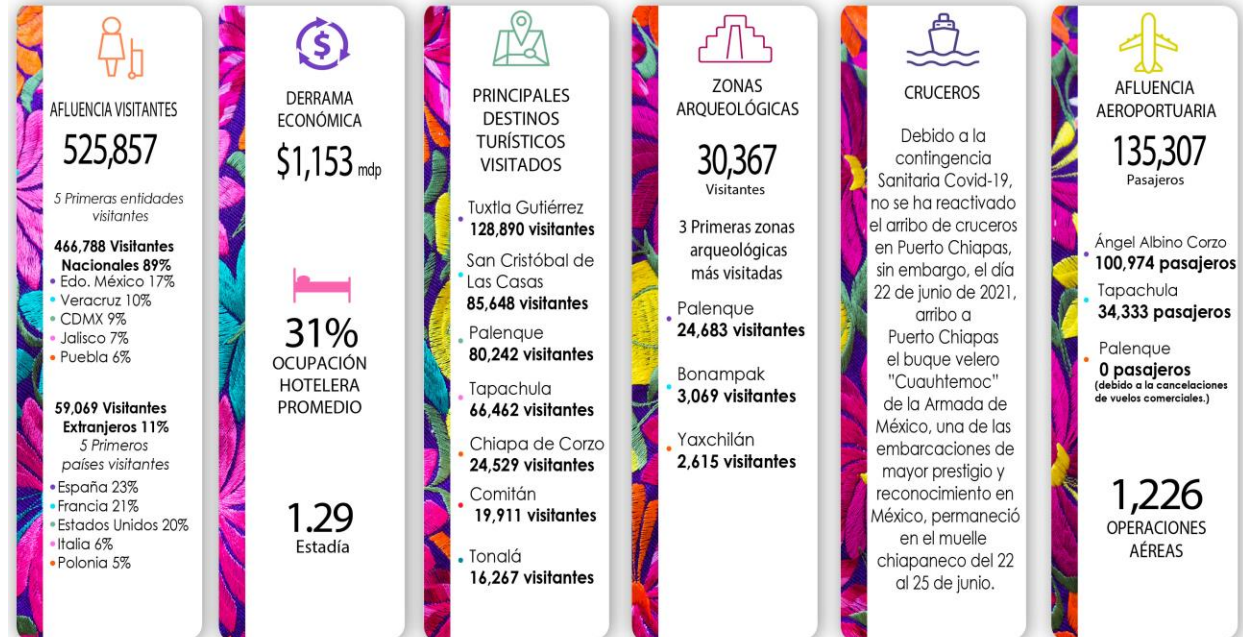 AFLUENCIA VISITANTES
525,857
5 Primeras entidades
visitantes
466,788 Visitantes
Nacionales 89%
Edo. México 17%
Veracruz 10%
CDMX 9%
Jalisco 7%
Puebla 6%
59,069 Visitantes
Extranjeros 11%
5 Primeros
países visitantes
España 23%
Francia 21%
Estados Unidos 20%
Italia 6%
Polonia 5%
$
DERRAMA
ECONÓMICA
$1,153 mdp
31%
OCUPACIÓN
HOTELERA
PROMEDIO
1.29
Estadía
PRINCIPALES
DESTINOS
TURÍSTICOS
VISITADOS
Tuxtla Gutiérrez
128,890 visitantes
San Cristóbal de
Las Casas
85,648 visitantes
Palenque
80,242 visitantes
Tapachula
66,462 visitantes
Chiapa de Corzo
24,529 visitantes
Comitán
19,911 visitantes
Tonalá
16,267 visitantes
ZONAS
ARQUEOLÓGICAS
30,367
Visitantes
3 Primeras zonas
arqueológicas
más visitadas
Palenque
24,683 visitantes
Bonampak
3,069 visitantes
Yaxchilán
2,615 visitantes
CRUCEROS
Debido a la
contingencia
Sanitaria Covid-19,
no se ha reactivado
el arribo de cruceros
en Puerto Chiapas,
sin embargo, el día
22 de junio de 2021,
arribo a
Puerto Chiapas
el buque velero
"Cuauhtemoc"
de la Armada de
México, una de las
embarcaciones de
mayor prestigio y
reconocimiento en
México, permaneció
en el muelle
chiapaneco del 22
al 25 de junio.
AFLUENCIA
AEROPORTUARIA
135,307
Pasajeros
Ángel Albino Corzo
100,974 pasajeros
Tapachula
34,333 pasajeros
Palenque
0 pasajeros
(debido a la cancelaciones
de vuelos comerciales.)
1,226
OPERACIONES
AÉREAS